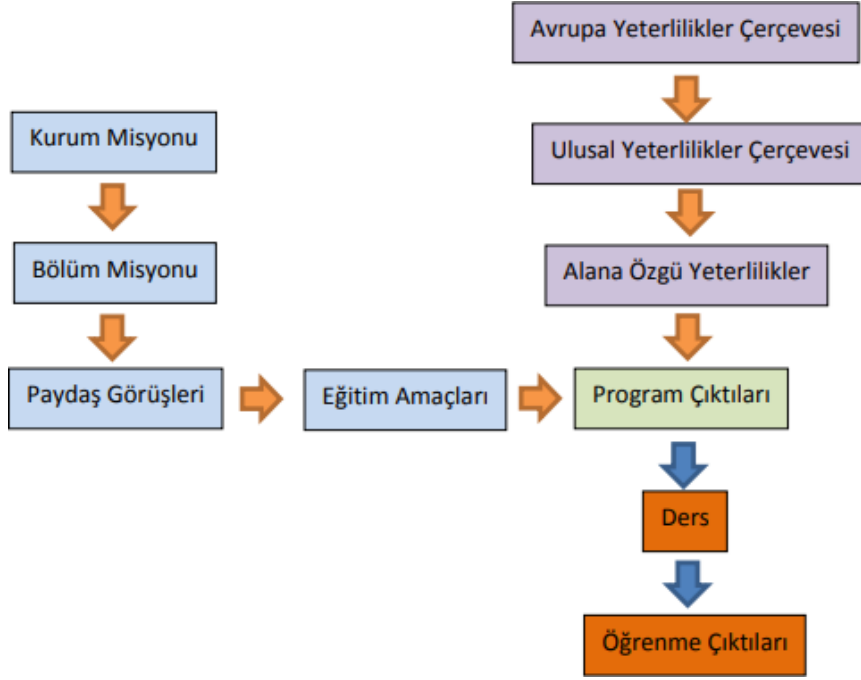 Avrupa Yeterlilikler Çerçevesi
Kurum Misyonu
Ulusal Yeterlilikler Çerçevesi
Bölüm Misyonu
Alana Özgü Yeterlilikler
Paydaş Görüşleri
Eğitim Amaçları
Program Çıktıları
Ders
Öğrenme Çıktıları